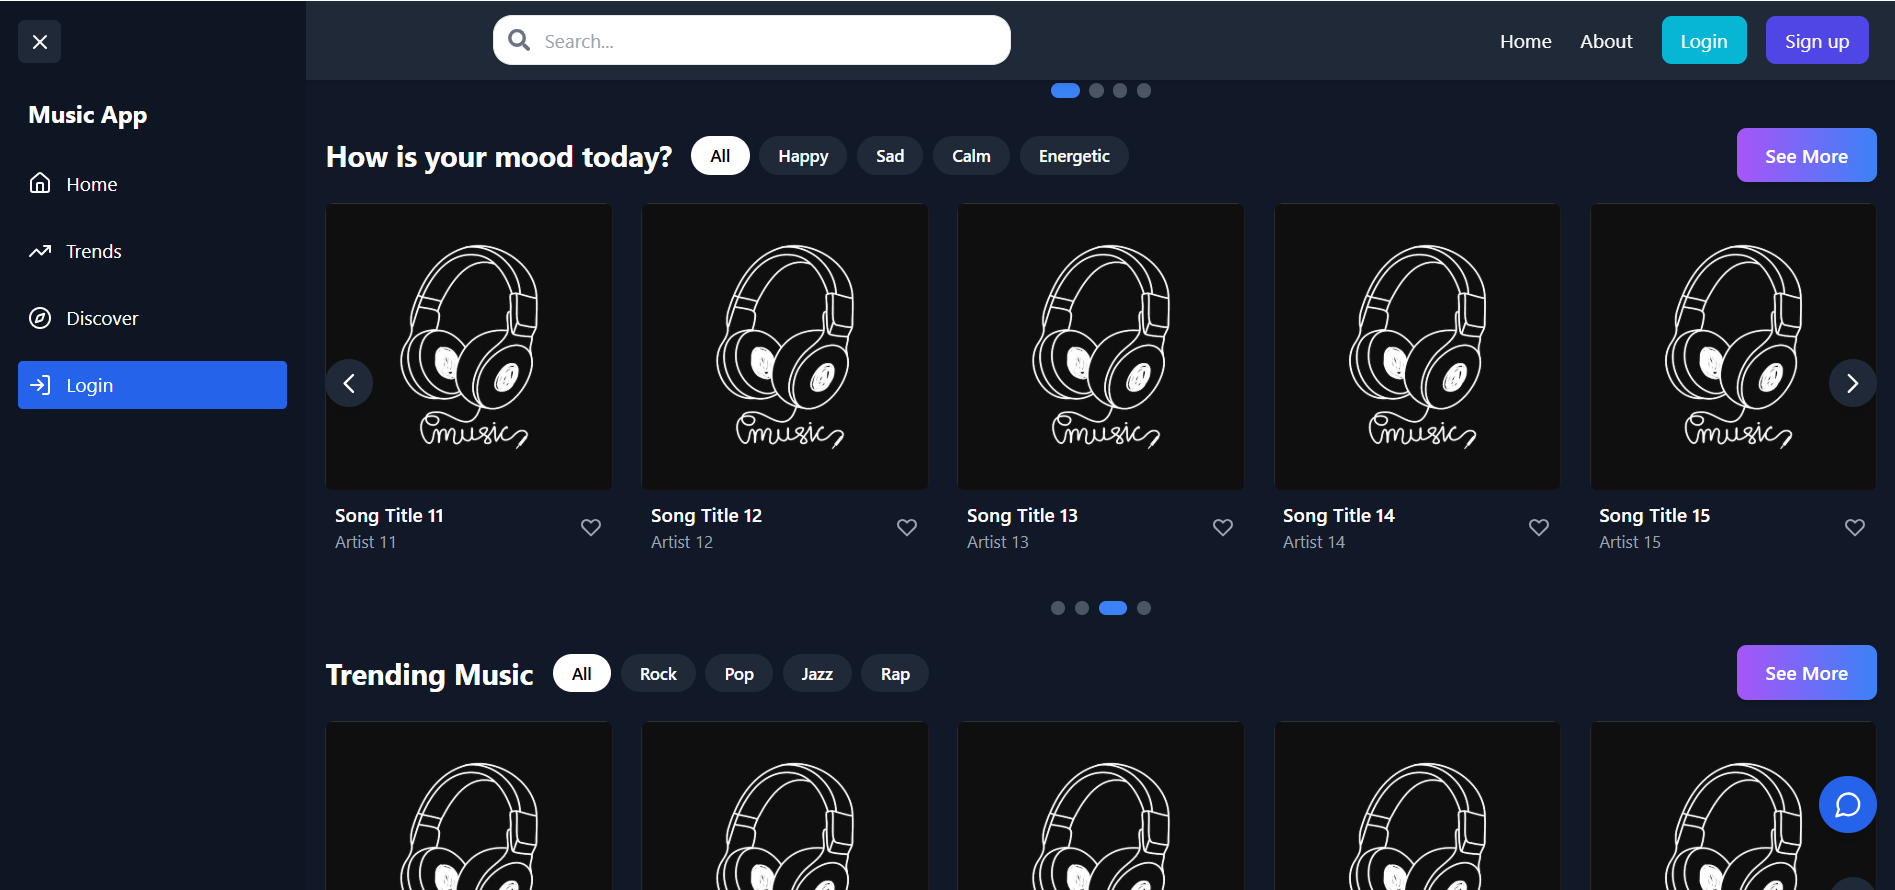 Search...
Home About Login Sign up
Music App
Home
Trends
Discover
Login
How is your mood today? All Happy Sad Calm Energetic See More
music music music music music
Song Title 11 Song Title 12 Song Title 13 Song Title 14 Song Title 15
Artist 11 Artist 12 Artist 13 Artist 14 Artist 15
Trending Music All Rock Pop Jazz Rap See More